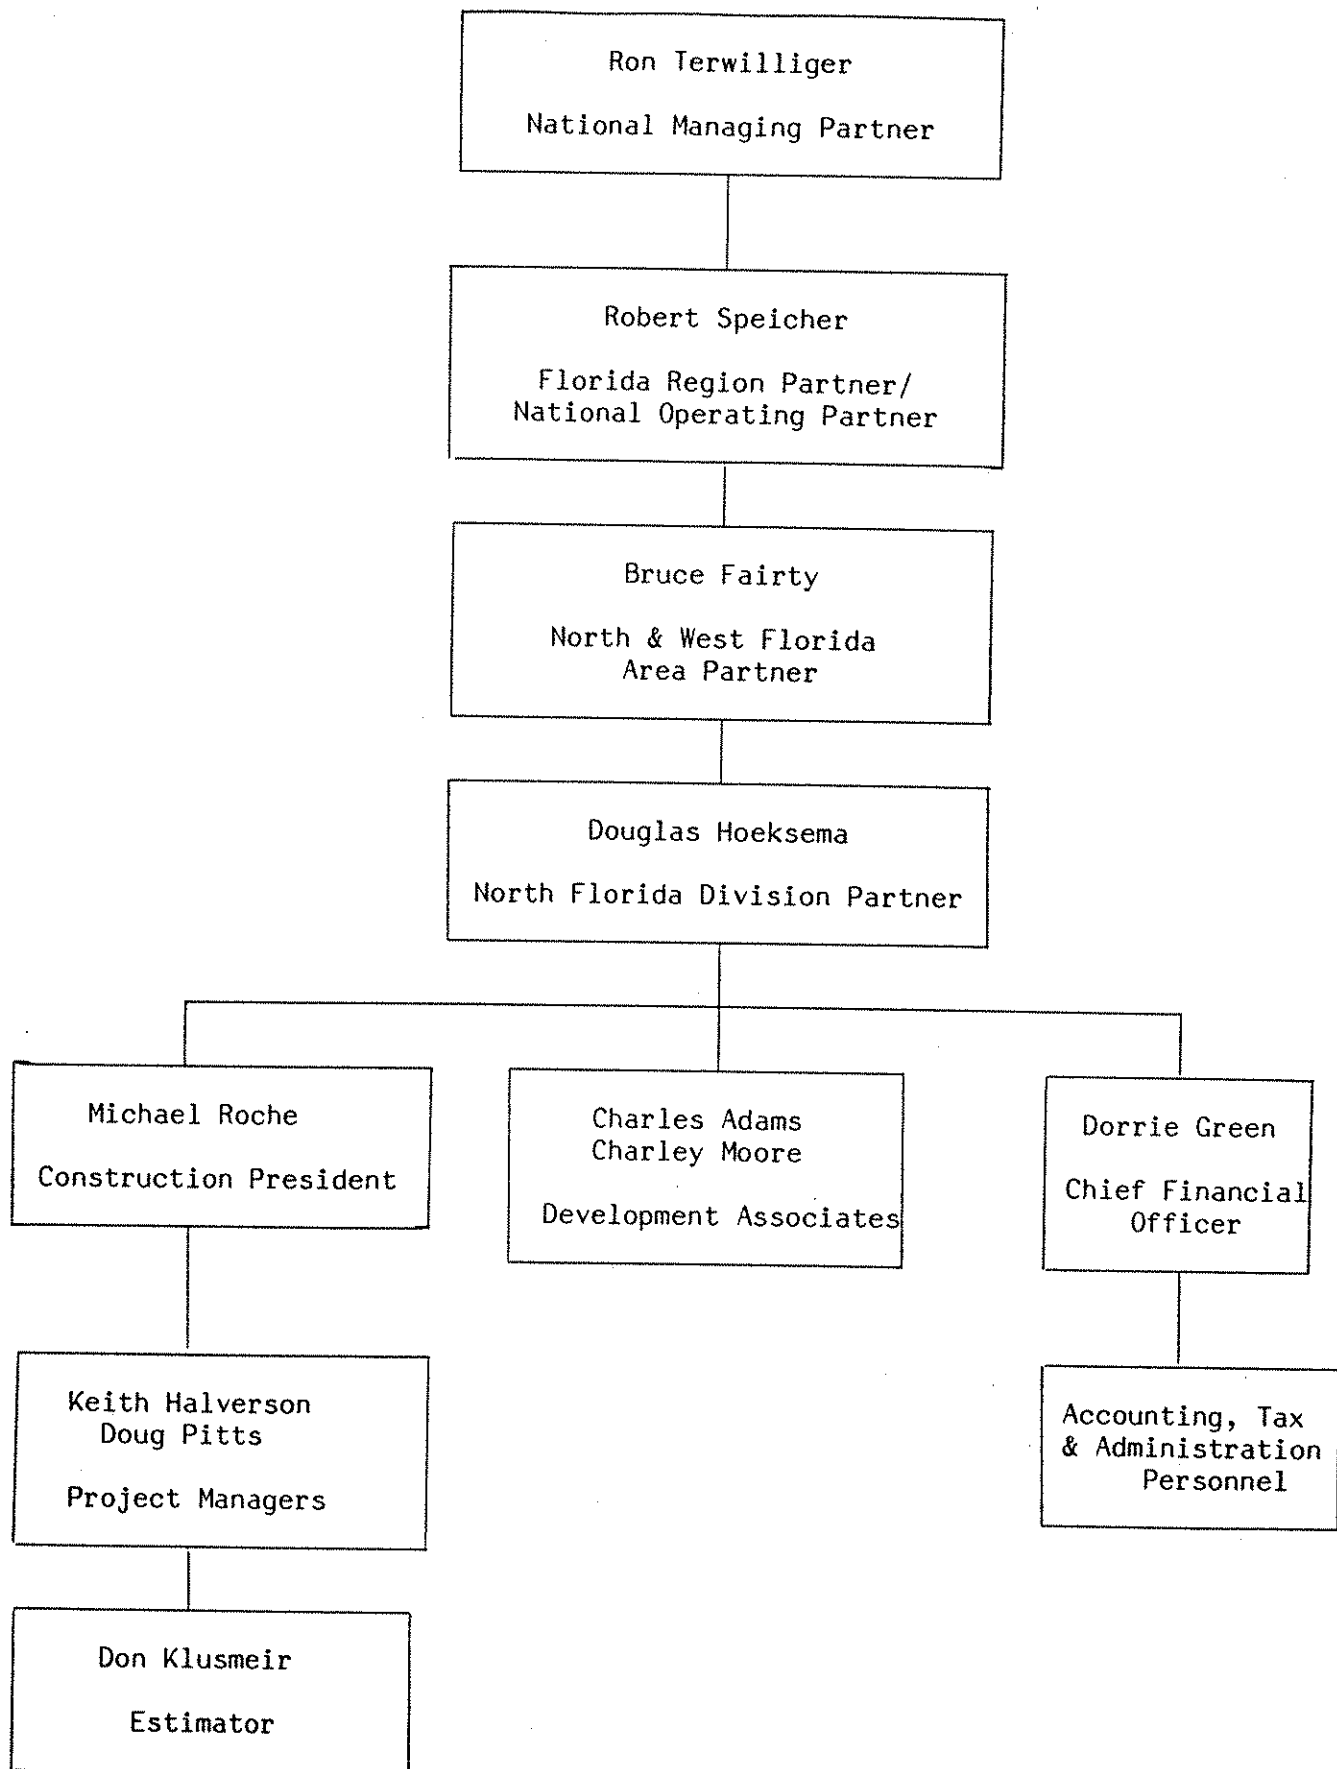 Ron Terwilliger
National Managing Partner
Robert Speicher
Florida Region Partner/
National Operating Partner
Bruce Fairty
North & West Florida
Area Partner
Douglas Hoeksema
North Florida Division Partner
Michael Roche
Construction President
Charles Adams
Charley Moore
Development Associates
Dorrie Green
Chief Financial
Officer
Keith Halverson
Doug Pitts
Project Managers
Accounting, Tax
& Administration
Personnel
Don Klusmeir
Estimator